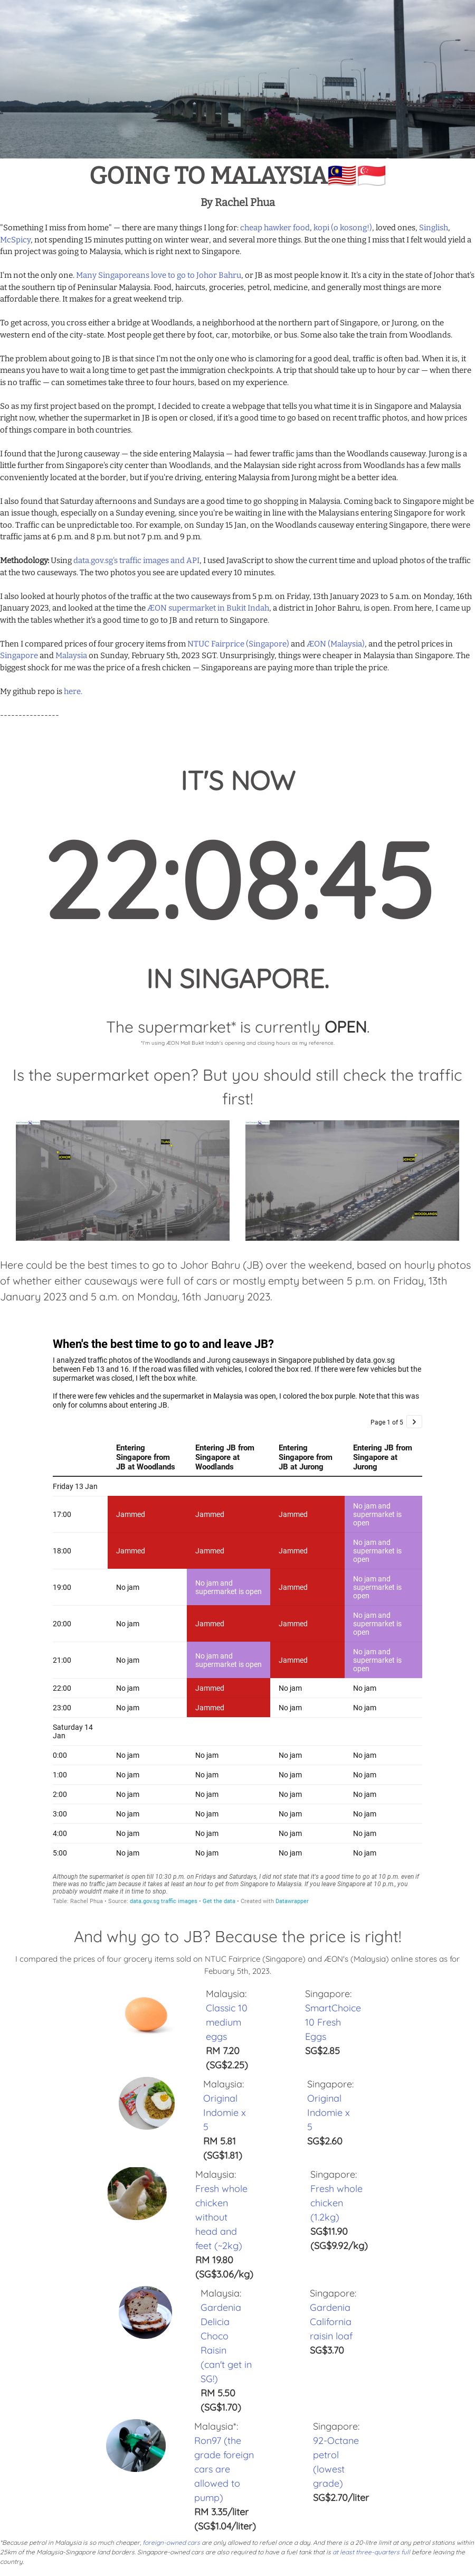 GOING TO MALAYSIA🇲🇾🇸🇬
By Rachel Phua
"Something I miss from home" — there are many things I long for: cheap hawker food, kopi (o kosong!), loved ones, Singlish,
McSpicy, not spending 15 minutes putting on winter wear, and several more things. But the one thing I miss that I felt would yield a
fun project was going to Malaysia, which is right next to Singapore.
I'm not the only one. Many Singaporeans love to go to Johor Bahru, or JB as most people know it. It's a city in the state of Johor that's
at the southern tip of Peninsular Malaysia. Food, haircuts, groceries, petrol, medicine, and generally most things are more
affordable there. It makes for a great weekend trip.
To get across, you cross either a bridge at Woodlands, a neighborhood at the northern part of Singapore, or Jurong, on the
western end of the city-state. Most people get there by foot, car, motorbike, or bus. Some also take the train from Woodlands.
The problem about going to JB is that since I'm not the only one who is clamoring for a good deal, traffic is often bad. When it is, it
means you have to wait a long time to get past the immigration checkpoints. A trip that should take up to hour by car — when there
is no traffic — can sometimes take three to four hours, based on my experience.
So as my first project based on the prompt, I decided to create a webpage that tells you what time it is in Singapore and Malaysia
right now, whether the supermarket in JB is open or closed, if it's a good time to go based on recent traffic photos, and how prices
of things compare in both countries.
I found that the Jurong causeway — the side entering Malaysia — had fewer traffic jams than the Woodlands causeway. Jurong is a
little further from Singapore's city center than Woodlands, and the Malaysian side right across from Woodlands has a few malls
conveniently located at the border, but if you're driving, entering Malaysia from Jurong might be a better idea.
I also found that Saturday afternoons and Sundays are a good time to go shopping in Malaysia. Coming back to Singapore might be
an issue though, especially on a Sunday evening, since you're be waiting in line with the Malaysians entering Singapore for work
too. Traffic can be unpredictable too. For example, on Sunday 15 Jan, on the Woodlands causeway entering Singapore, there were
traffic jams at 6 p.m. and 8 p.m. but not 7 p.m. and 9 p.m.
Methodology: Using data.gov.sg's traffic images and API, I used JavaScript to show the current time and upload photos of the traffic
at the two causeways. The two photos you see are updated every 10 minutes.
I also looked at hourly photos of the traffic at the two causeways from 5 p.m. on Friday, 13th January 2023 to 5 a.m. on Monday, 16th
January 2023, and looked at the time the ÆON supermarket in Bukit Indah, a district in Johor Bahru, is open. From here, I came up
with the tables whether it's a good time to go to JB and return to Singapore.
Then I compared prices of four grocery items from NTUC Fairprice (Singapore) and ÆON (Malaysia), and the petrol prices in
Singapore and Malaysia on Sunday, February 5th, 2023 SGT. Unsurprisingly, things were cheaper in Malaysia than Singapore. The
biggest shock for me was the price of a fresh chicken — Singaporeans are paying more than triple the price.
My github repo is here.
----------------
IT'S NOW
22:08:45
IN SINGAPORE.
The supermarket* is currently OPEN.
*I'm using ÆON Mall Bukit Indah's opening and closing hours as my reference.
Is the supermarket open? But you should still check the traffic
first!
JOHOR
TUAS
JOHOR
WOODLANDS
Here could be the best times to go to Johor Bahru (JB) over the weekend, based on hourly photos
of whether either causeways were full of cars or mostly empty between 5 p.m. on Friday, 13th
January 2023 and 5 a.m. on Monday, 16th January 2023.
When's the best time to go to and leave JB?
I analyzed traffic photos of the Woodlands and Jurong causeways in Singapore published by data.gov.sg
between Feb 13 and 16. If the road was filled with vehicles, I colored the box red. If there were few vehicles but the
supermarket was closed, I left the box white.
If there were few vehicles and the supermarket in Malaysia was open, I colored the box purple. Note that this was
only for columns about entering JB.
Page 1 of 5 >
Entering Singapore from JB at Woodlands	Entering JB from Singapore at Woodlands	Entering Singapore from JB at Jurong	Entering JB from Singapore at Jurong
Friday 13 Jan
17:00 Jammed Jammed Jammed No jam and supermarket is open
18:00 Jammed Jammed Jammed No jam and supermarket is open
19:00 No jam No jam and supermarket is open Jammed No jam and supermarket is open
20:00 No jam Jammed Jammed No jam and supermarket is open
21:00 No jam No jam and supermarket is open Jammed No jam and supermarket is open
22:00 No jam Jammed No jam No jam
23:00 No jam Jammed No jam No jam
Saturday 14 Jan
0:00 No jam No jam No jam No jam
1:00 No jam No jam No jam No jam
2:00 No jam No jam No jam No jam
3:00 No jam No jam No jam No jam
4:00 No jam No jam No jam No jam
5:00 No jam No jam No jam No jam
Although the supermarket is open till 10:30 p.m. on Fridays and Saturdays, I did not state that it's a good time to go at 10 p.m. even if
there was no traffic jam because it takes at least an hour to get from Singapore to Malaysia. If you leave Singapore at 10 p.m., you
probably wouldn't make it in time to shop.
Table: Rachel Phua • Source: data.gov.sg traffic images • Get the data • Created with Datawrapper
And why go to JB? Because the price is right!
I compared the prices of four grocery items sold on NTUC Fairprice (Singapore) and ÆON's (Malaysia) online stores as for
Febuary 5th, 2023.
Malaysia:
Classic 10
medium
eggs
RM 7.20
(SG$2.25)
Singapore:
SmartChoice
10 Fresh
Eggs
SG$2.85
Malaysia:
Original
Indomie x
5
RM 5.81
(SG$1.81)
Singapore:
Original
Indomie x
5
SG$2.60
Malaysia:
Fresh whole
chicken
without
head and
feet (~2kg)
RM 19.80
(SG$3.06/kg)
Singapore:
Fresh whole
chicken
(1.2kg)
SG$11.90
(SG$9.92/kg)
Malaysia:
Gardenia
Delicia
Choco
Raisin
(can't get in
SG!)
RM 5.50
(SG$1.70)
Singapore:
Gardenia
California
raisin loaf
SG$3.70
Malaysia*:
Ron97 (the
grade foreign
cars are
allowed to
pump)
RM 3.35/liter
(SG$1.04/liter)
Singapore:
92-Octane
petrol
(lowest
grade)
SG$2.70/liter
*Because petrol in Malaysia is so much cheaper, foreign-owned cars are only allowed to refuel once a day. And there is a 20-litre limit at any petrol stations within
25km of the Malaysia-Singapore land borders. Singapore-owned cars are also required to have a fuel tank that is at least three-quarters full before leaving the
country.